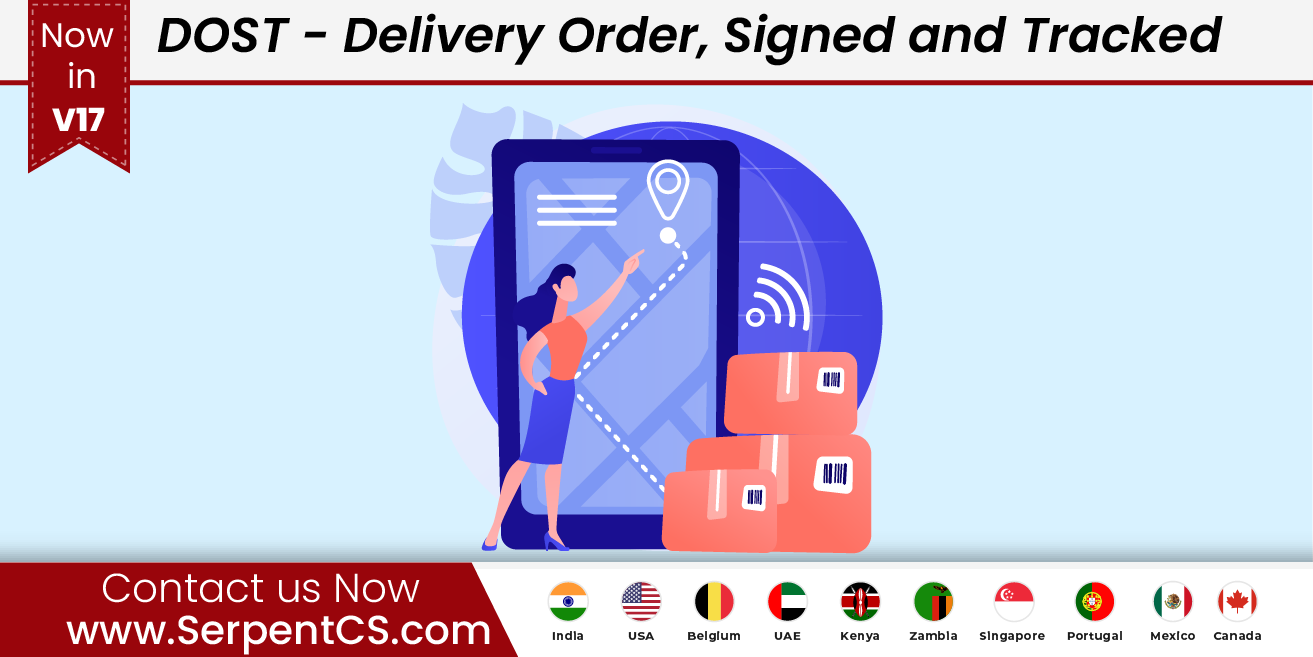 Now
in
V17
DOST - Delivery Order, Signed and Tracked
Contact us Now
www.SerpentCS.com
India
USA
Belgium
UAE
Kenya
Zambia
Singapore
Portugal
Mexico
Canada